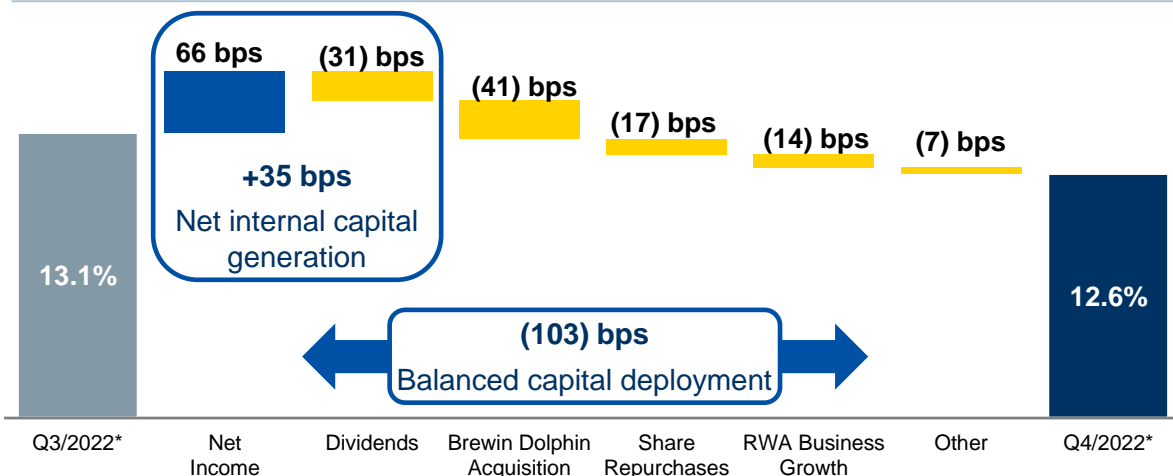 66 bps
(31) bps
(41) bps
(17) bps
(14) bps
(7) bps
+35 bps
Net internal capital
generation
13.1%
12.6%
(103) bps
Balanced capital deployment
Q3/2022*
Net
Income
Dividends
Brewin Dolphin
Acquisition
Share
Repurchases
RWA Business
Growth
Other
Q4/2022*